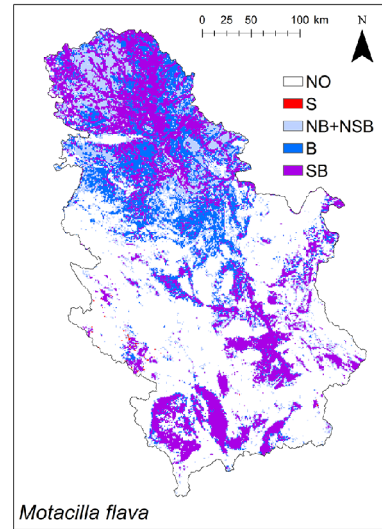 0 25 50 100 km
N
NO
S
NB+NSB
B
SB
Motacilla flava